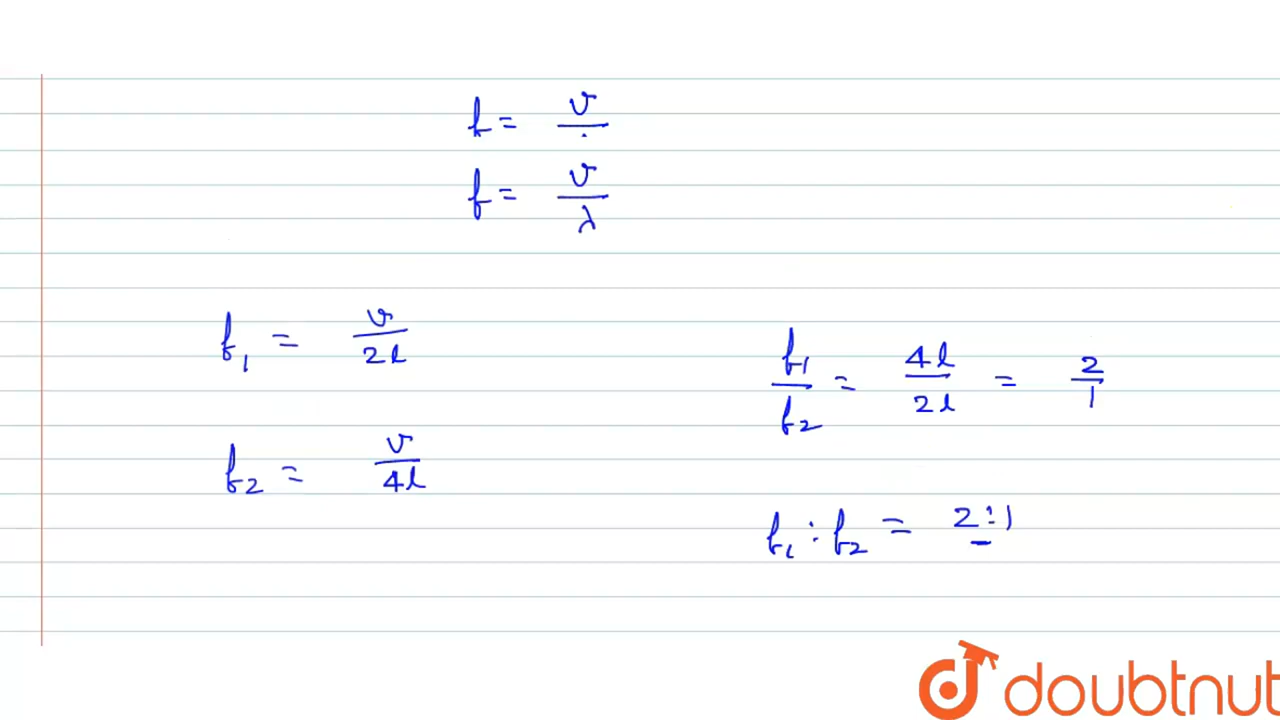 f = v/.
f = v/λ
f₁ = v/2l
f₂ = v/4l
f₁/f₂ = 4l/2l = 2/1
f₁ : f₂ = 2:1
doubtnut